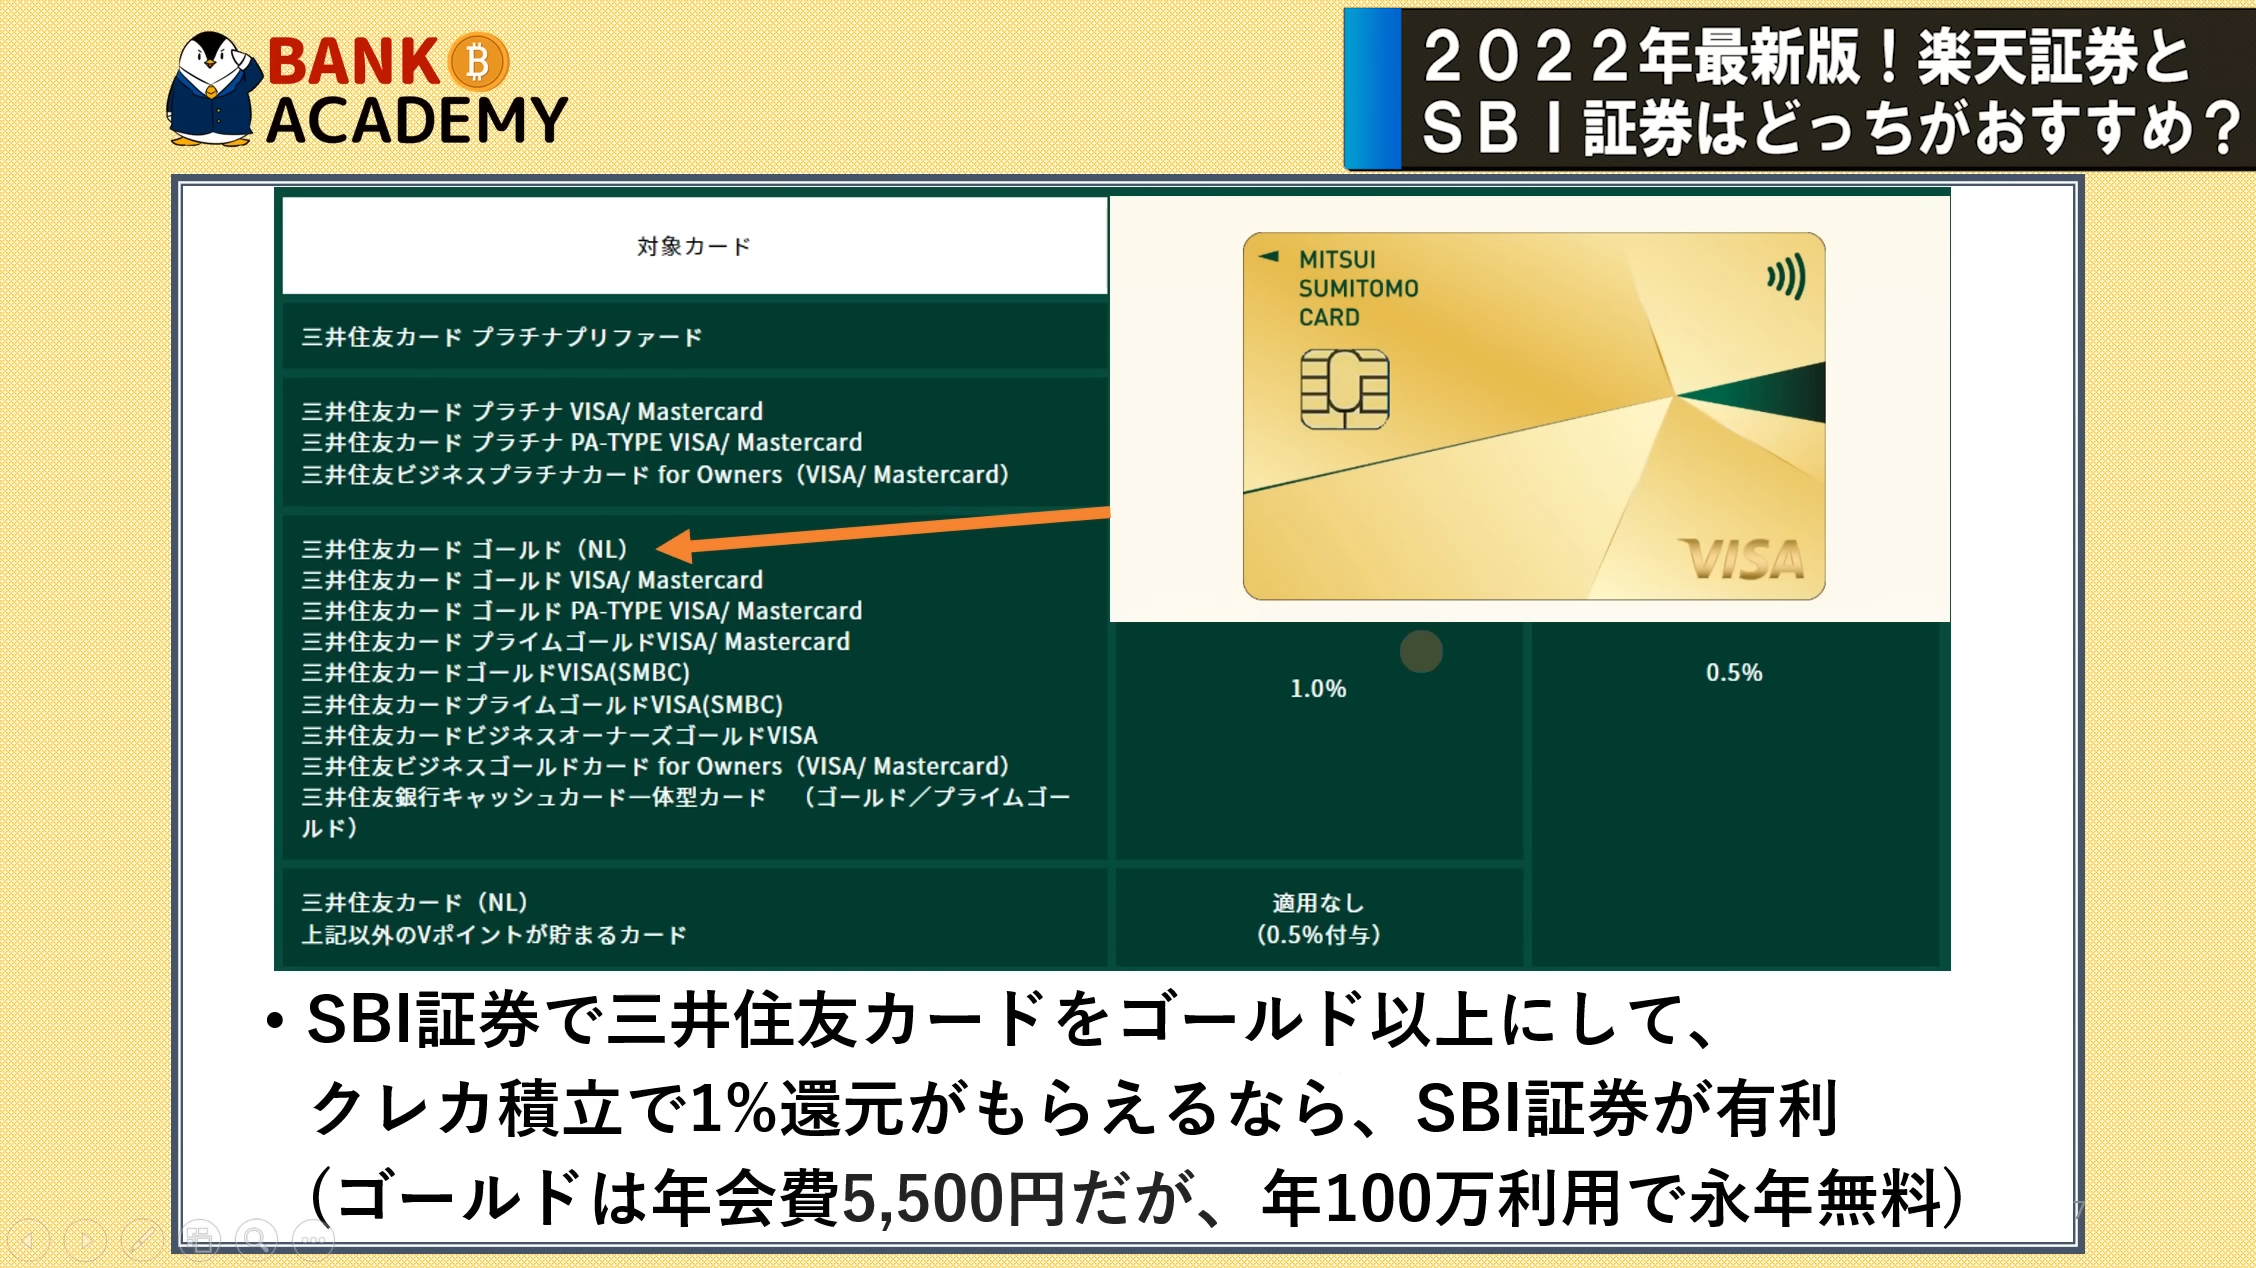 BANK
ACADEMY
２０２２年最新版！楽天証券と
ＳＢＩ証券はどっちがおすすめ？
対象カード
MITSUI
SUMITOMO
CARD
VISA
三井住友カード プラチナプリファード
三井住友カード プラチナ VISA/ Mastercard
三井住友カード プラチナ PA-TYPE VISA/ Mastercard
三井住友ビジネスプラチナカード for Owners（VISA/ Mastercard）
三井住友カード ゴールド（NL）
三井住友カード ゴールド VISA/ Mastercard
三井住友カード ゴールド PA-TYPE VISA/ Mastercard
三井住友カード プライムゴールドVISA/ Mastercard
三井住友カードゴールドVISA(SMBC)
三井住友カードプライムゴールドVISA(SMBC)
三井住友カードビジネスオーナーズゴールドVISA
三井住友ビジネスゴールドカード for Owners（VISA/ Mastercard）
三井住友銀行キャッシュカード一体型カード　（ゴールド／プライムゴー
ルド）
1.0%
0.5%
三井住友カード（NL）
上記以外のVポイントが貯まるカード
適用なし
（0.5%付与）
• SBI証券で三井住友カードをゴールド以上にして、
クレカ積立で1%還元がもらえるなら、SBI証券が有利
（ゴールドは年会費5,500円だが、年100万利用で永年無料）
7